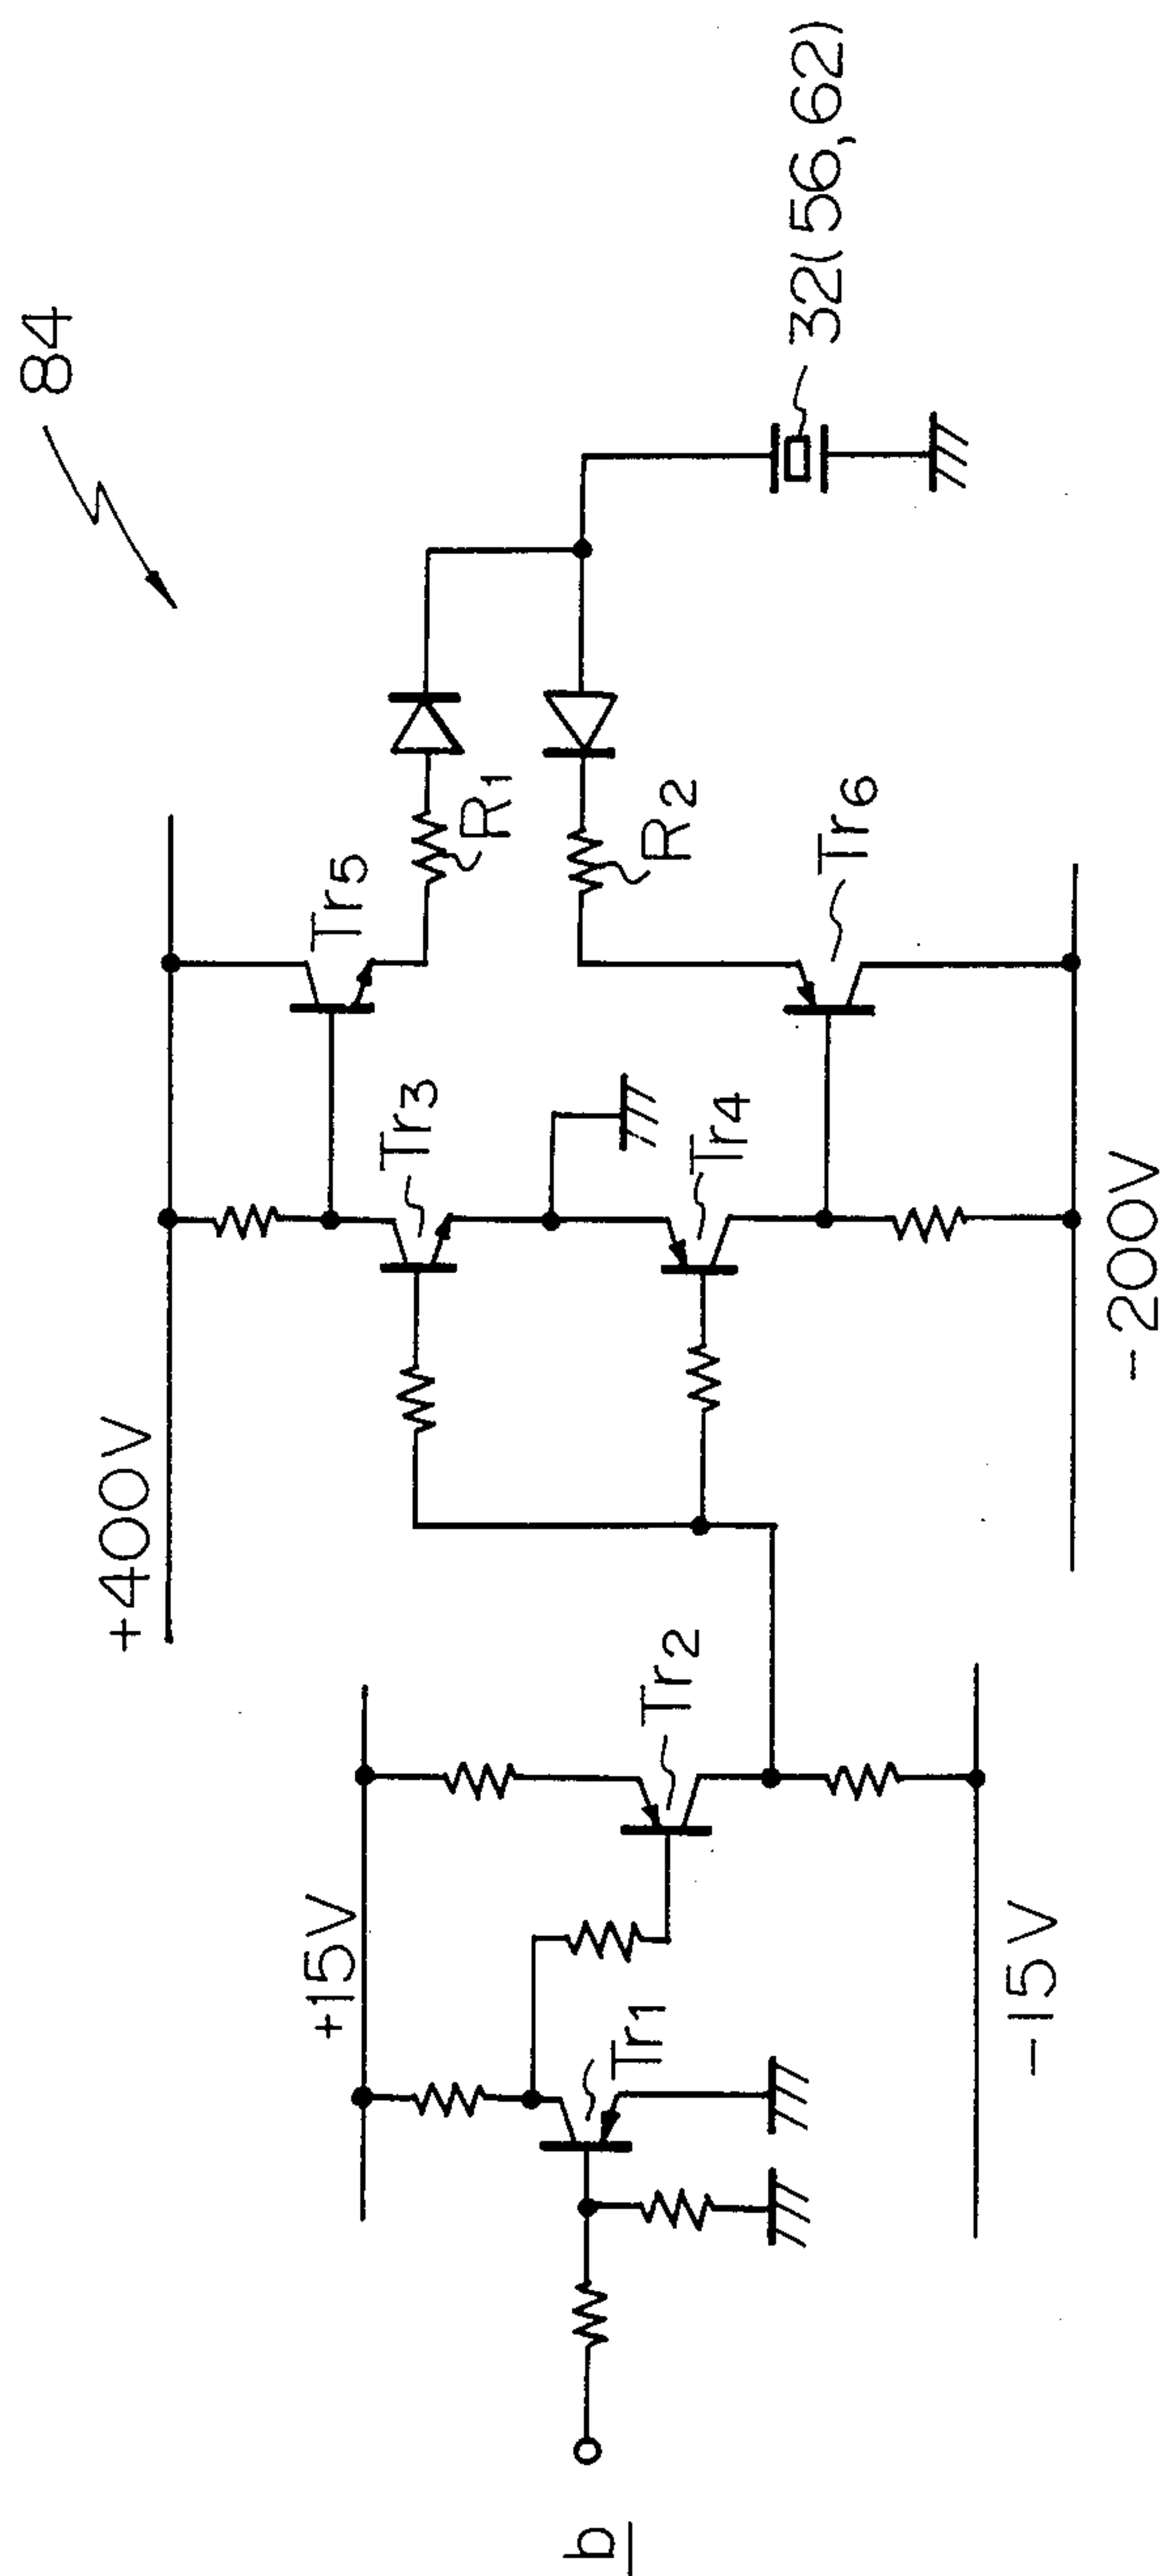 84
+400V
+15V
Tr5
Tr3
R1
R2
32(56,62)
Tr2
Tr4
Tr6
Tr1
b
-15V
-200V